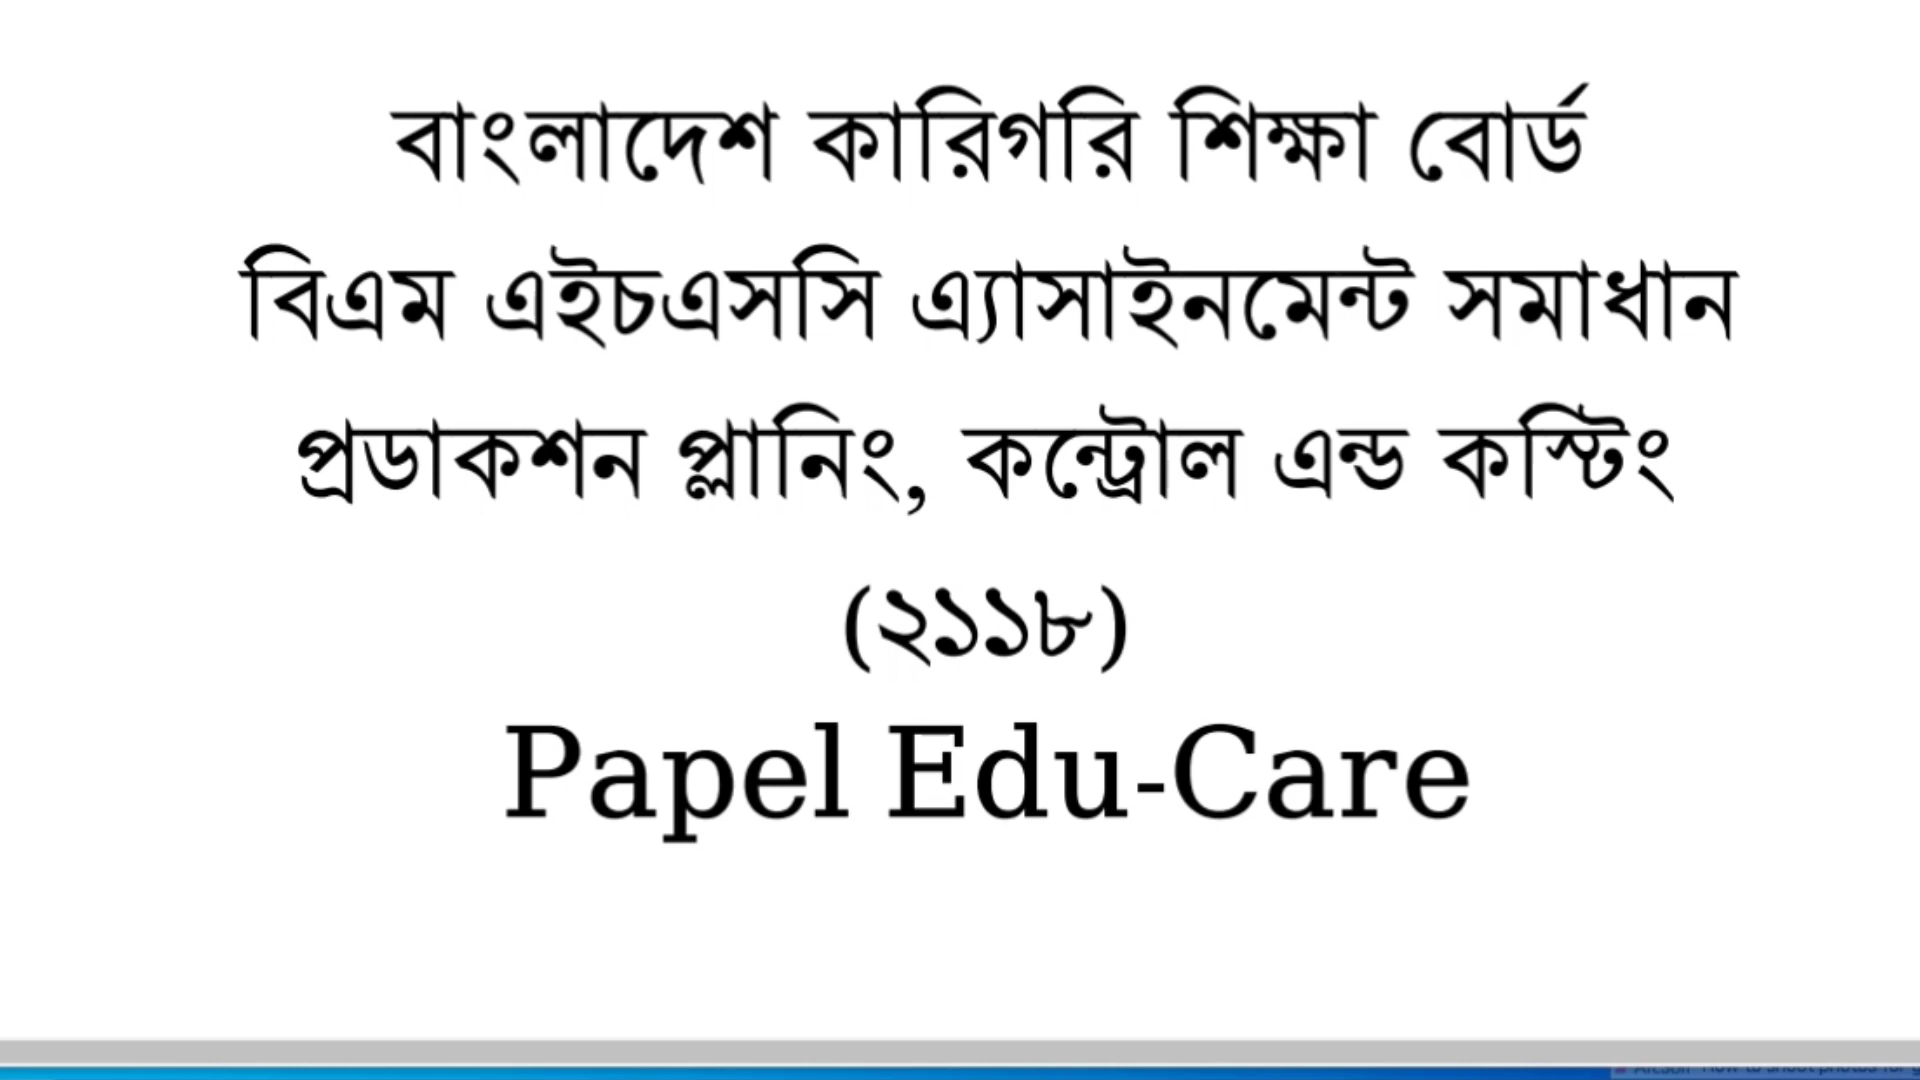 বাংলাদেশ কারিগরি শিক্ষা বোর্ড
বিএম এইচএসসি এ্যাসাইনমেন্ট সমাধান
প্রডাকশন প্লানিং, কন্ট্রোল এন্ড কস্টিং
(২১১৮)
Papel Edu-Care